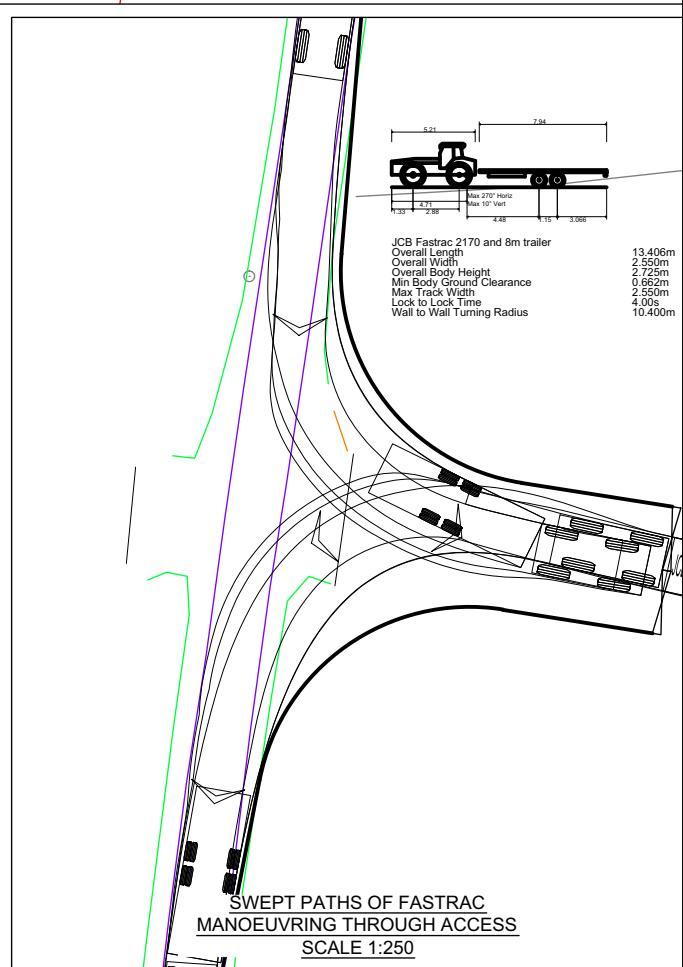 7.94
5.21
Max 270° Horiz
Max 10° Vert
4.71
1.33 2.88
4.48 1.15 3.066
JCB Fastrac 2170 and 8m trailer
Overall Length 13.406m
Overall Width 2.550m
Overall Body Height 2.725m
Min Body Ground Clearance 0.662m
Max Track Width 2.550m
Lock to Lock Time 4.00s
Wall to Wall Turning Radius 10.400m
SWEPT PATHS OF FASTRAC
MANOEUVRING THROUGH ACCESS
SCALE 1:250